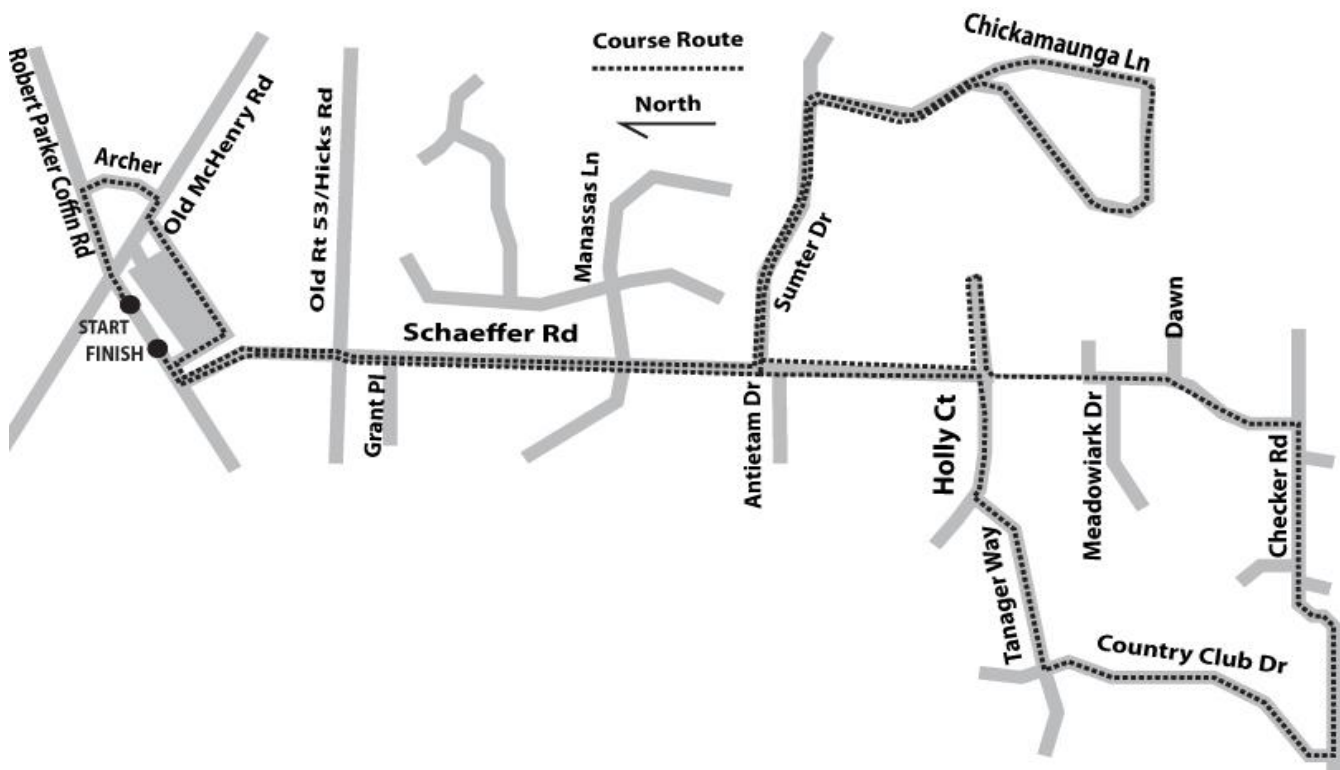 Course Route
North
Chickamaunga Ln
Robert Parker Coffin Rd
Archer
Old McHenry Rd
Old Rt 53/Hicks Rd
Manassas Ln
Sumter Dr
START
FINISH
Schaeffer Rd
Grant Pl
Antietam Dr
Holly Ct
Meadowiark Dr
Dawn
Checker Rd
Tanager Way
Country Club Dr